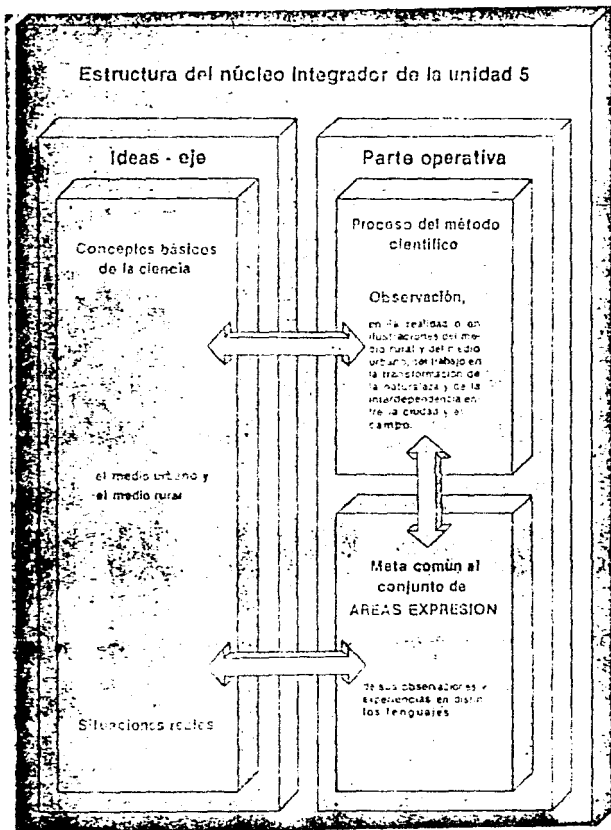 Estructura del núcleo integrador de la unidad 5
Ideas - eje
Conceptos básicos
de la ciencia
el medio urbano y
el medio rural
Situaciones reales
Parte operativa
Proceso del método
científico
Observación,
en la realidad o en
ilustraciones del me-
dio rural y del medio
urbano, del trabajo en
la transformación de
la naturaleza y de la
interdependencia en-
tre la ciudad y el
campo.
Meta común al
conjunto de
AREAS EXPRESION
de sus observaciones y
experiencias en distin
tos lenguajes